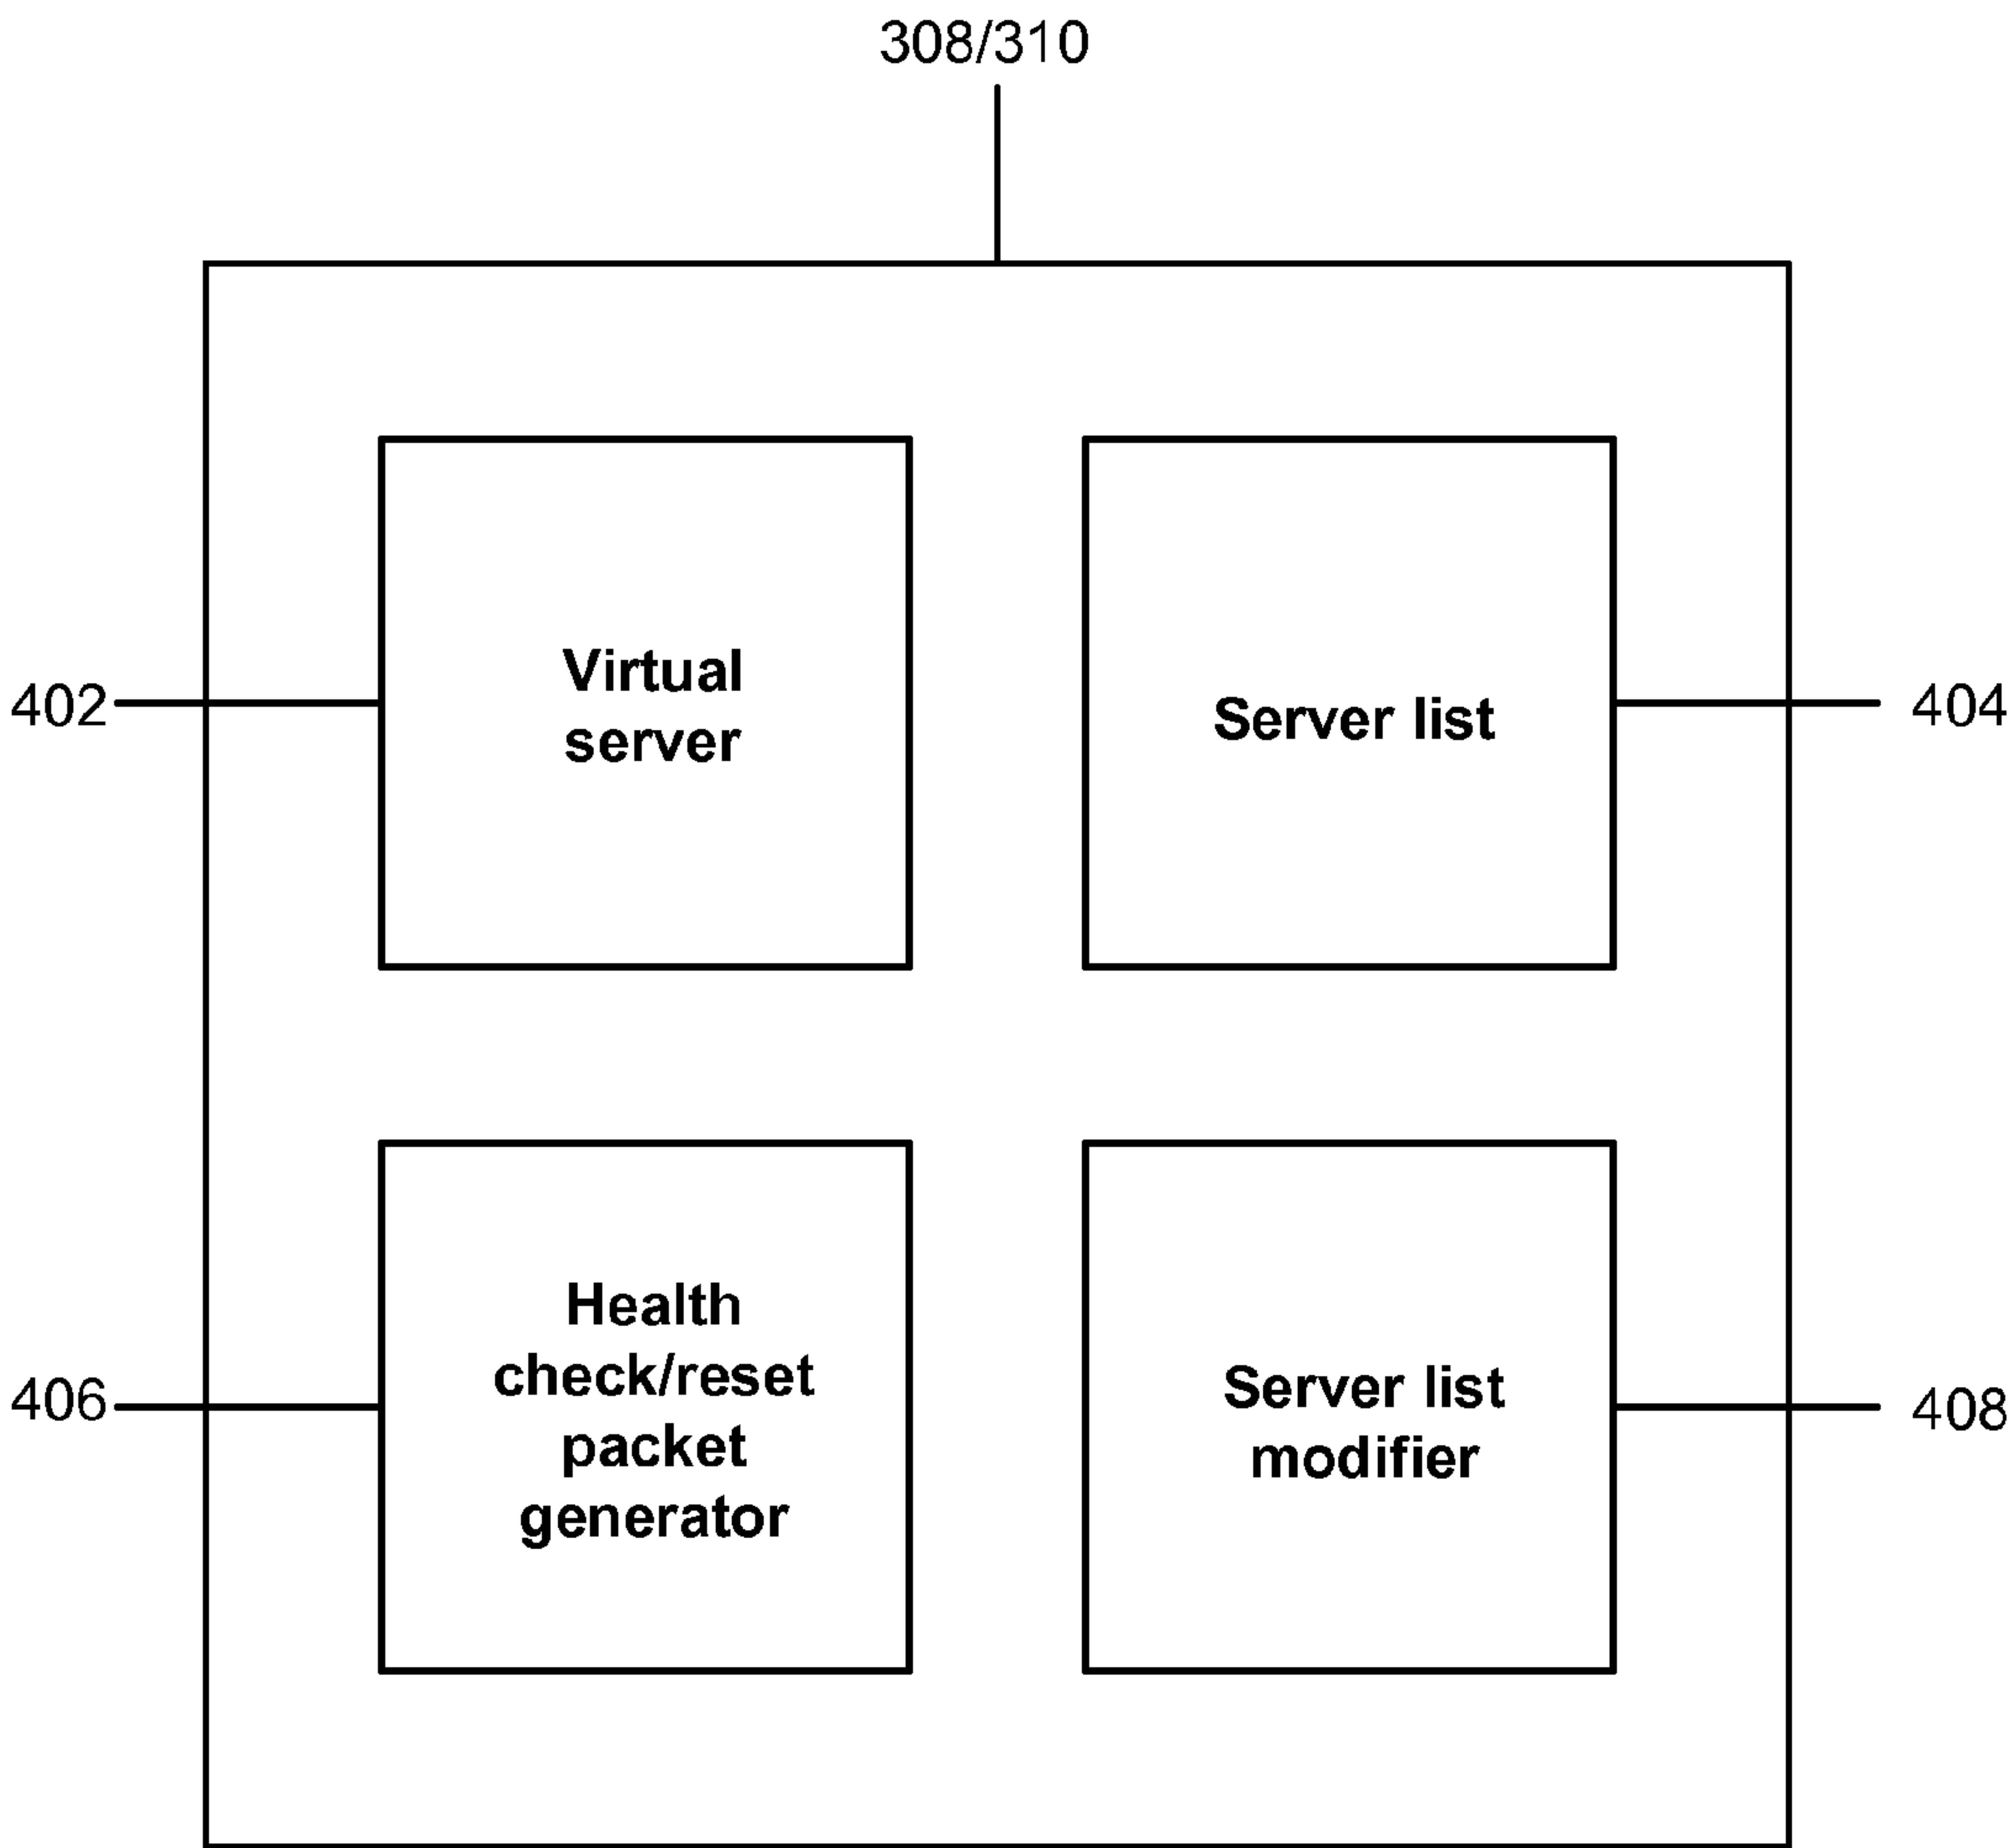 308/310
402
Virtual
server
Server list
404
406
Health
check/reset
packet
generator
Server list
modifier
408